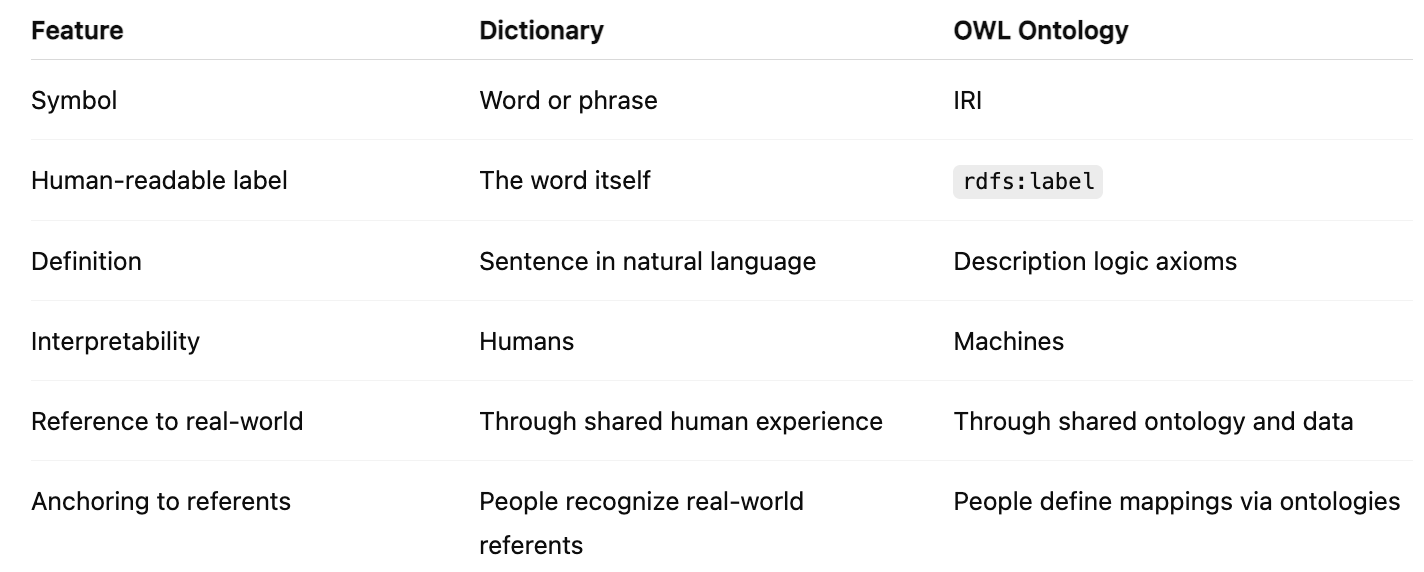 Feature Dictionary OWL Ontology
Symbol Word or phrase IRI
Human-readable label The word itself rdfs:label
Definition Sentence in natural language Description logic axioms
Interpretability Humans Machines
Reference to real-world Through shared human experience Through shared ontology and data
Anchoring to referents People recognize real-world People define mappings via ontologies
referents